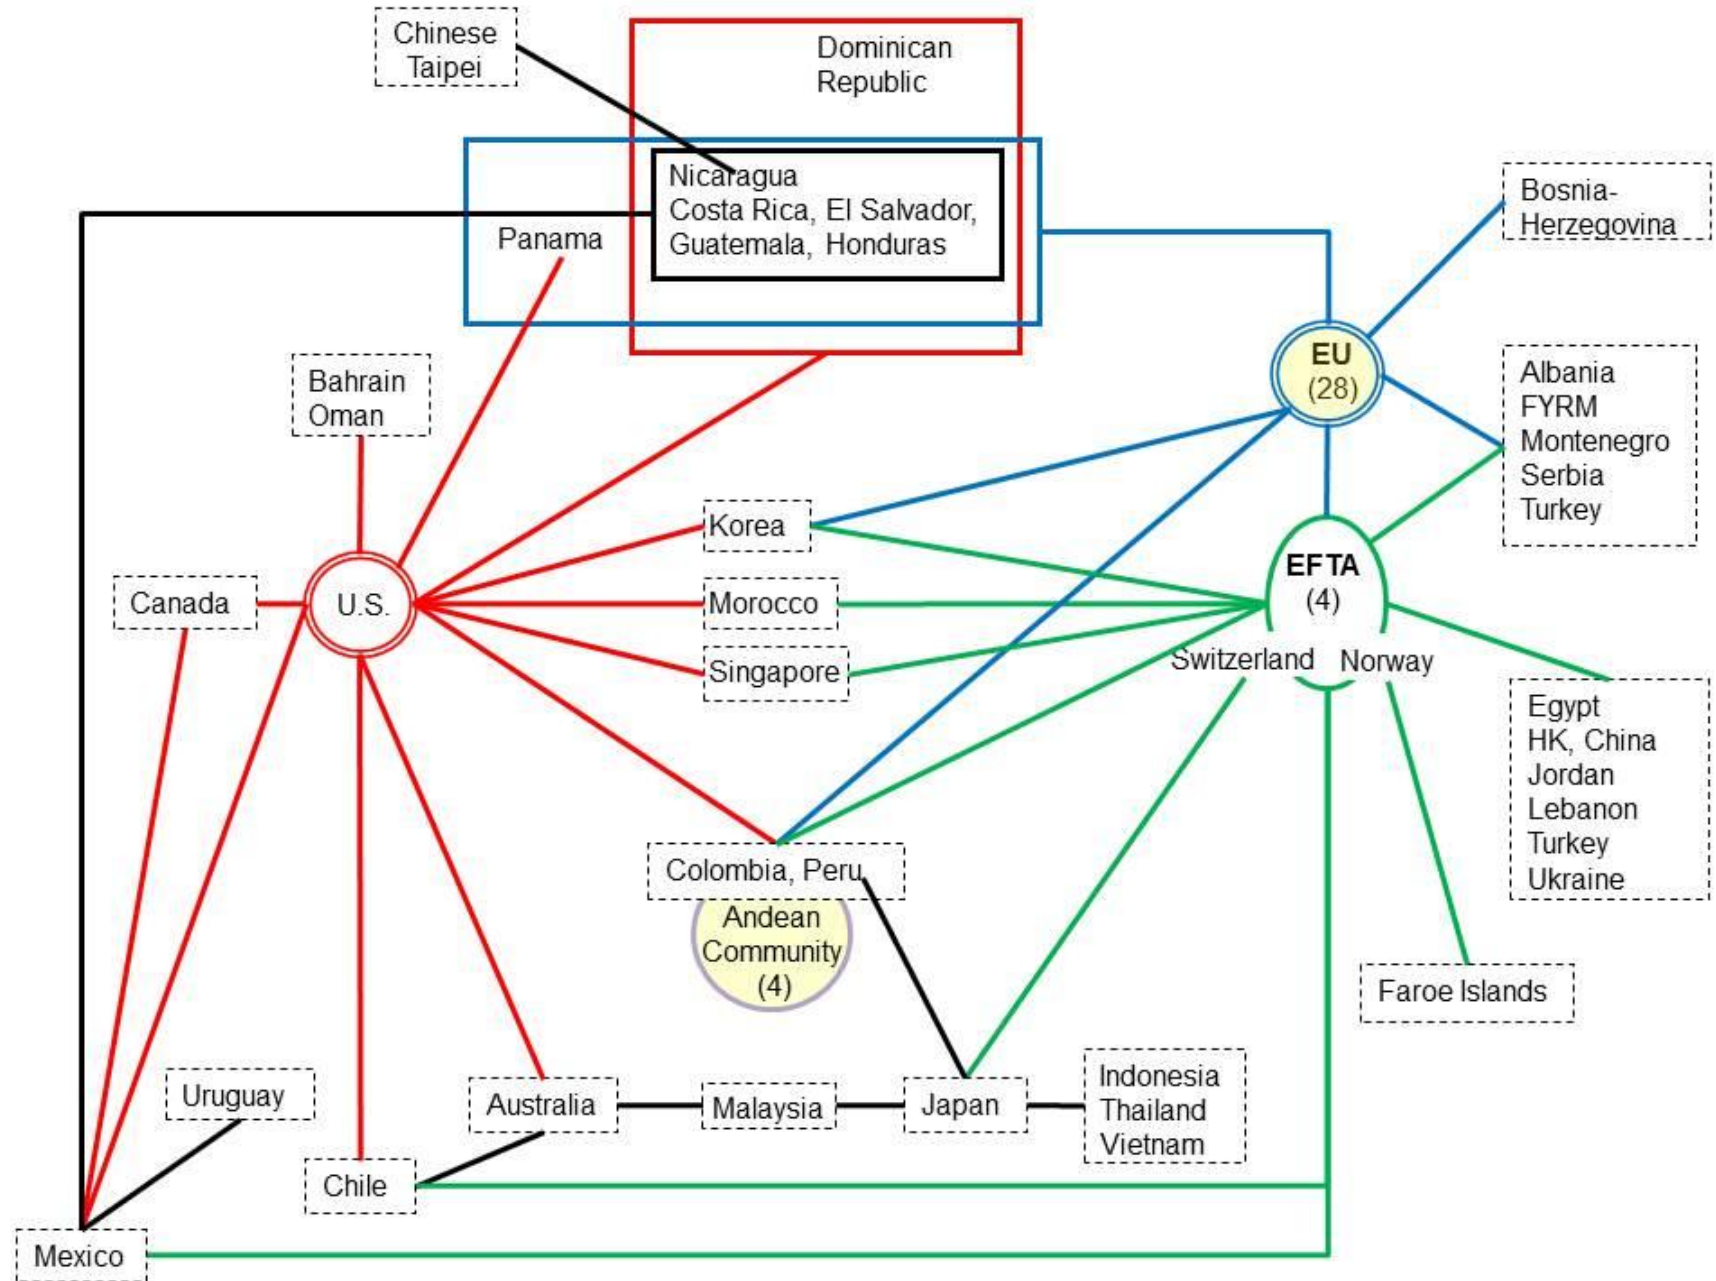 Chinese
Taipei
Dominican
Republic
Nicaragua
Costa Rica, El Salvador,
Guatemala, Honduras
Panama
Bosnia-
Herzegovina
EU
(28)
Albania
FYRM
Montenegro
Serbia
Turkey
Bahrain
Oman
Korea
Canada
U.S.
Morocco
EFTA
(4)
Singapore
Switzerland
Norway
Egypt
HK, China
Jordan
Lebanon
Turkey
Ukraine
Colombia, Peru
Andean
Community
(4)
Faroe Islands
Uruguay
Australia
Malaysia
Japan
Indonesia
Thailand
Vietnam
Chile
Mexico